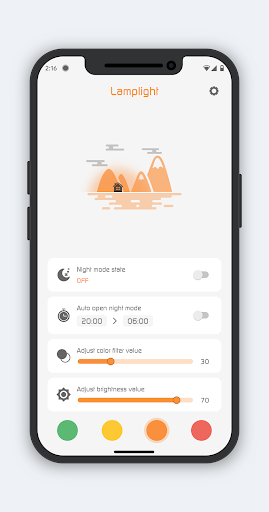 2:16
Lamplight
Night mode state
OFF
Auto open night mode
20:00 > 06:00
Adjust color filter value
30
Adjust brightness value
70